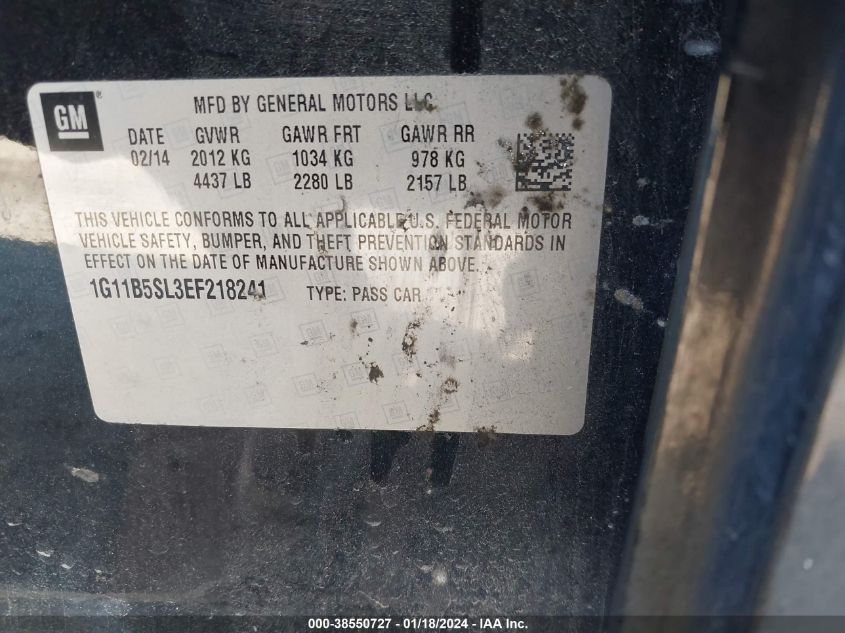 GM ®
MFD BY GENERAL MOTORS LLC
DATE GVWR GAWR FRT GAWR RR
02/14 2012 KG 1034 KG 978 KG
4437 LB 2280 LB 2157 LB
THIS VEHICLE CONFORMS TO ALL APPLICABLE U.S. FEDERAL MOTOR
VEHICLE SAFETY, BUMPER, AND THEFT PREVENTION STANDARDS IN
EFFECT ON THE DATE OF MANUFACTURE SHOWN ABOVE.
1G11B5SL3EF218241 TYPE: PASS CAR
000-38550727 - 01/18/2024 - IAA Inc.